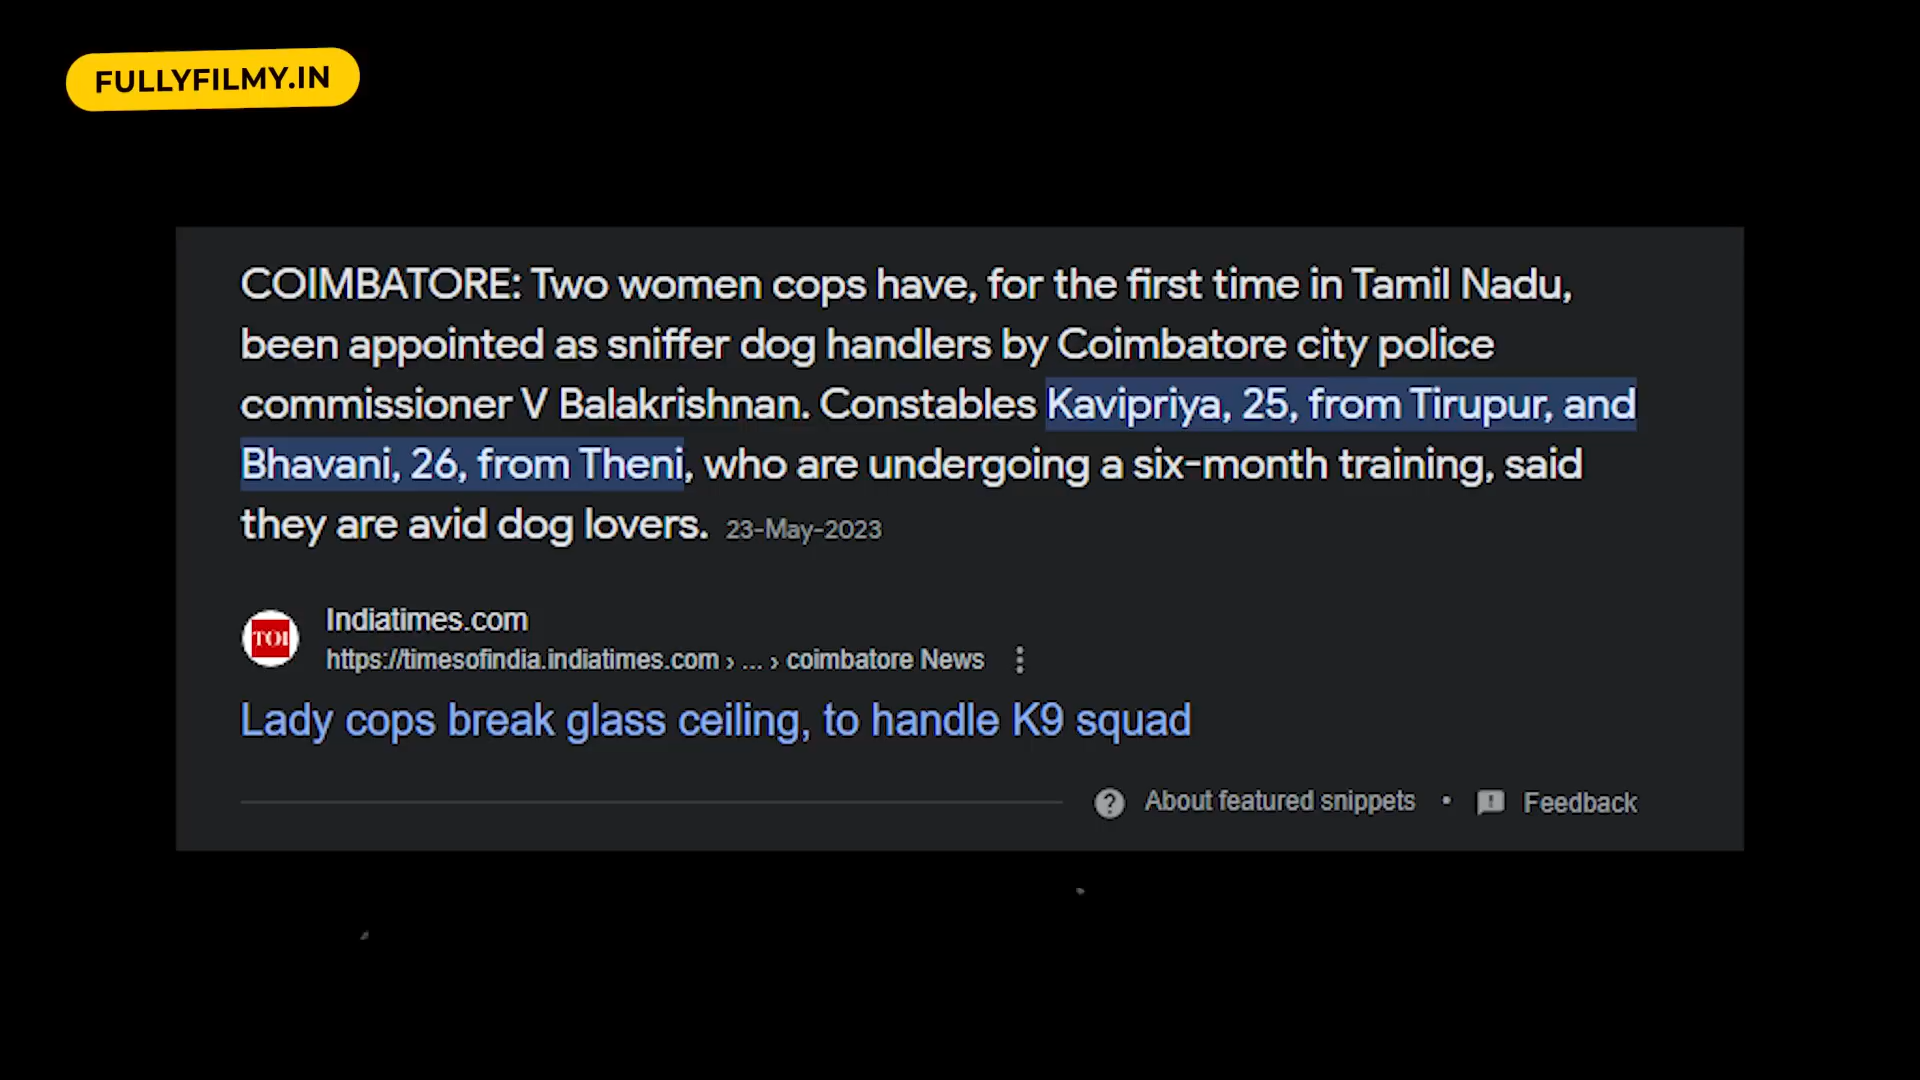 FULLYFILMY.IN
COIMBATORE: Two women cops have, for the first time in Tamil Nadu,
been appointed as sniffer dog handlers by Coimbatore city police
commissioner V Balakrishnan. Constables Kavipriya, 25, from Tirupur, and
Bhavani, 26, from Theni, who are undergoing a six-month training, said
they are avid dog lovers. 23-May-2023
TOI
Indiatimes.com
https://timesofindia.indiatimes.com › ... › coimbatore News
Lady cops break glass ceiling, to handle K9 squad
About featured snippets • Feedback